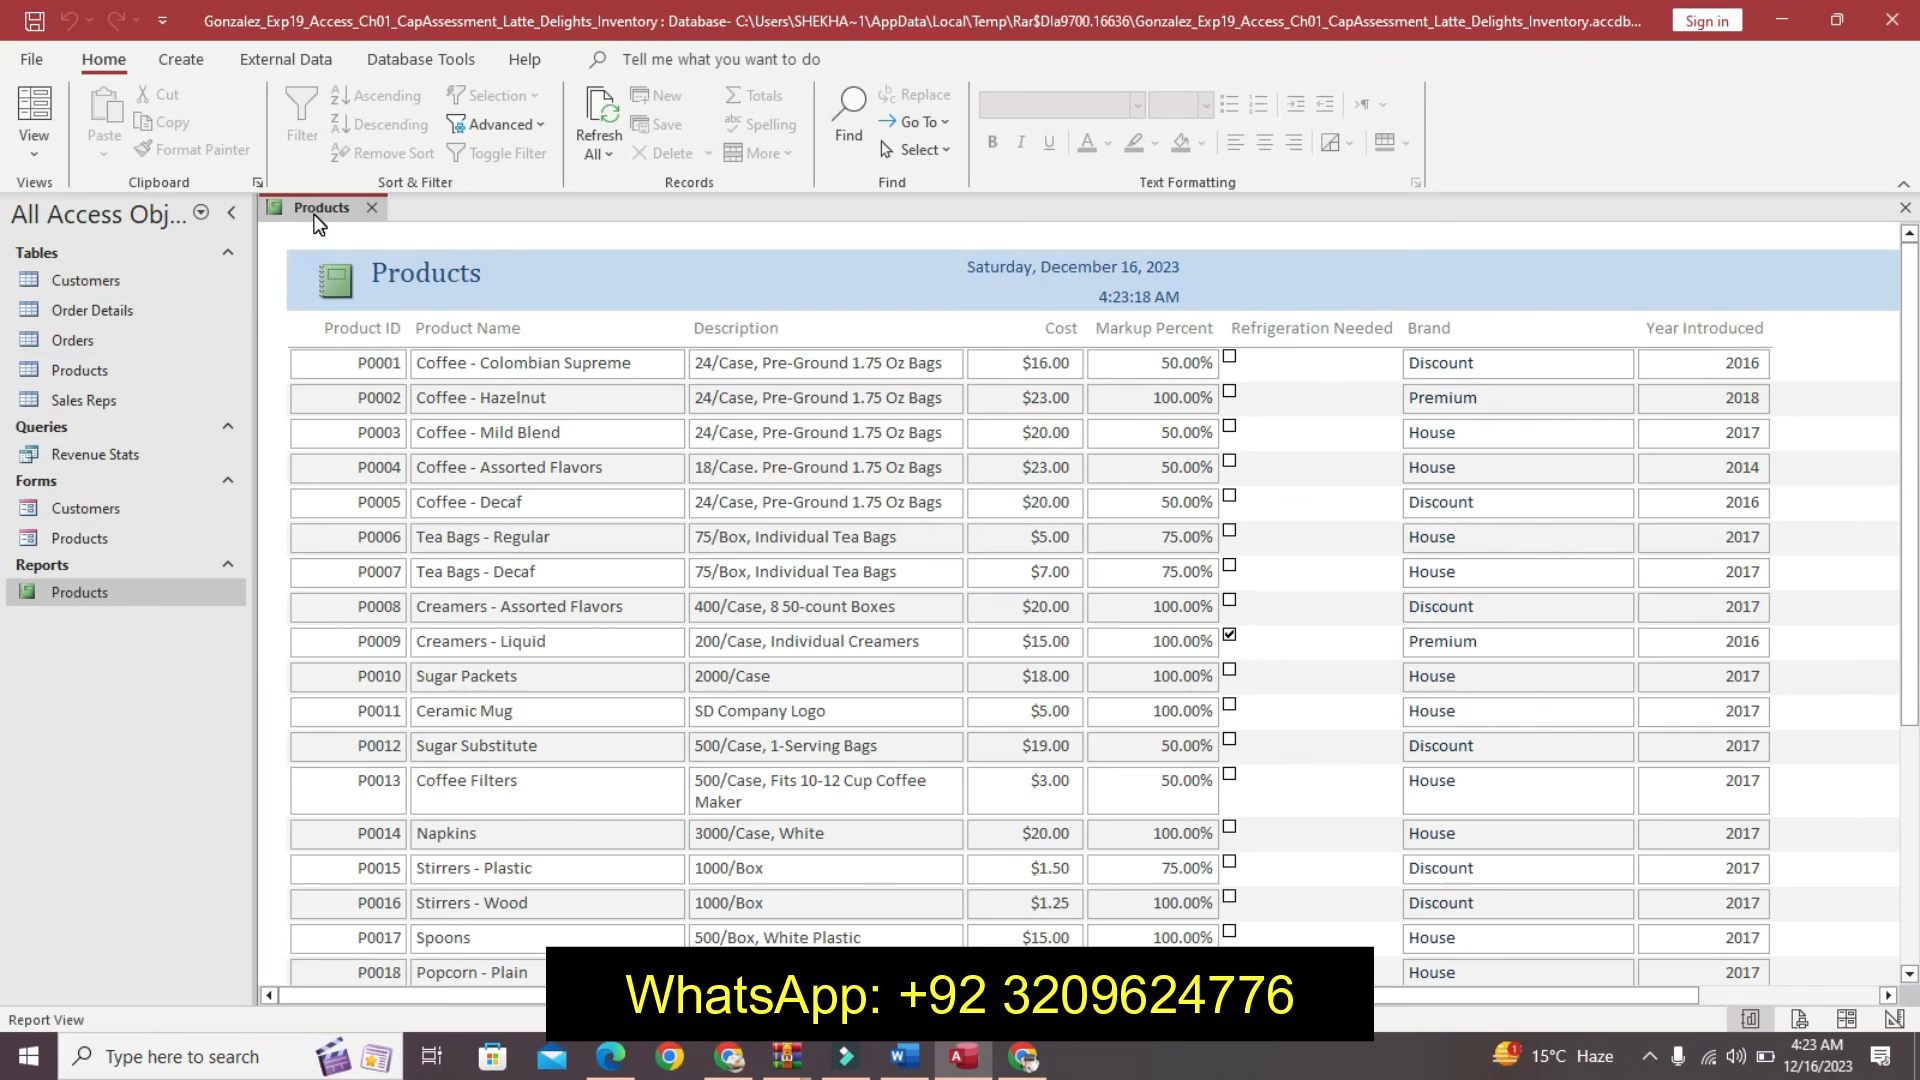 Gonzalez_Exp19_Access_Ch01_CapAssessment_Latte_Delights_Inventory : Database- C:\Users\SHEKHA~1\AppData\Local\Temp\Rar$DIa9700.16636\Gonzalez_Exp19_Access_Ch01_CapAssessment_Latte_Delights_Inventory.accdb... Sign in
File Home Create External Data Database Tools Help Tell me what you want to do
Cut Ascending Selection New Totals Replace
Copy Descending Advanced Save Spelling Go To
View Paste Format Painter Filter Remove Sort Toggle Filter Refresh All Delete More Find Select
B I U A
Views Clipboard Sort & Filter Records Find Text Formatting
All Access Obj...
Products
Tables
Customers
Order Details
Orders
Products
Sales Reps
Queries
Revenue Stats
Forms
Customers
Products
Reports
Products
Products Saturday, December 16, 2023
4:23:18 AM
Product ID Product Name Description Cost Markup Percent Refrigeration Needed Brand Year Introduced
P0001 Coffee - Colombian Supreme 24/Case, Pre-Ground 1.75 Oz Bags $16.00 50.00% Discount 2016
P0002 Coffee - Hazelnut 24/Case, Pre-Ground 1.75 Oz Bags $23.00 100.00% Premium 2018
P0003 Coffee - Mild Blend 24/Case, Pre-Ground 1.75 Oz Bags $20.00 50.00% House 2017
P0004 Coffee - Assorted Flavors 18/Case. Pre-Ground 1.75 Oz Bags $23.00 50.00% House 2014
P0005 Coffee - Decaf 24/Case, Pre-Ground 1.75 Oz Bags $20.00 50.00% Discount 2016
P0006 Tea Bags - Regular 75/Box, Individual Tea Bags $5.00 75.00% House 2017
P0007 Tea Bags - Decaf 75/Box, Individual Tea Bags $7.00 75.00% House 2017
P0008 Creamers - Assorted Flavors 400/Case, 8 50-count Boxes $20.00 100.00% Discount 2017
P0009 Creamers - Liquid 200/Case, Individual Creamers $15.00 100.00% Premium 2016
P0010 Sugar Packets 2000/Case $18.00 100.00% House 2017
P0011 Ceramic Mug SD Company Logo $5.00 100.00% House 2017
P0012 Sugar Substitute 500/Case, 1-Serving Bags $19.00 50.00% Discount 2017
P0013 Coffee Filters 500/Case, Fits 10-12 Cup Coffee $3.00 50.00% House 2017
Maker
P0014 Napkins 3000/Case, White $20.00 100.00% House 2017
P0015 Stirrers - Plastic 1000/Box $1.50 75.00% Discount 2017
P0016 Stirrers - Wood 1000/Box $1.25 100.00% Discount 2017
P0017 Spoons 500/Box, White Plastic $15.00 100.00% House 2017
P0018 Popcorn - Plain House 2017
WhatsApp: +92 3209624776
Report View
Type here to search 15°C Haze 4:23 AM
12/16/2023